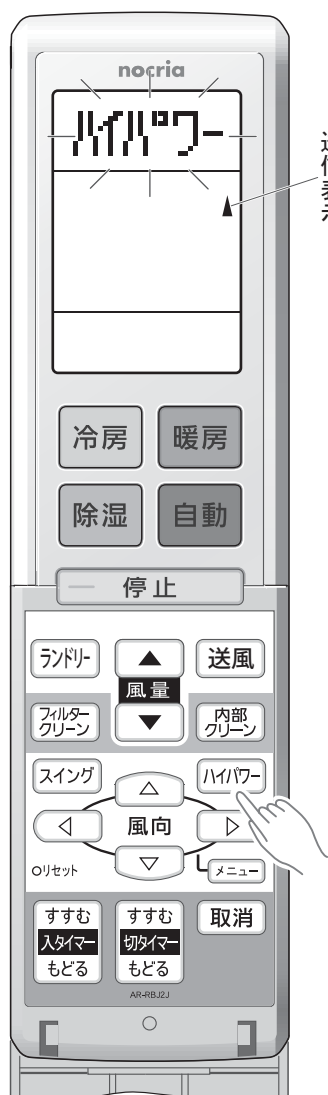 nocria
ハイパワー
送信表示
冷房 暖房
除湿 自動
停止
ランドリー ▲ 送風
風量
フィルター
クリーン ▼ 内部
クリーン
スイング △ ハイパワー
◁ 風向 ▷
リセット ▽ メニュー
すすむ すすむ 取消
入タイマー 切タイマー
もどる もどる
AR-RBJ2J